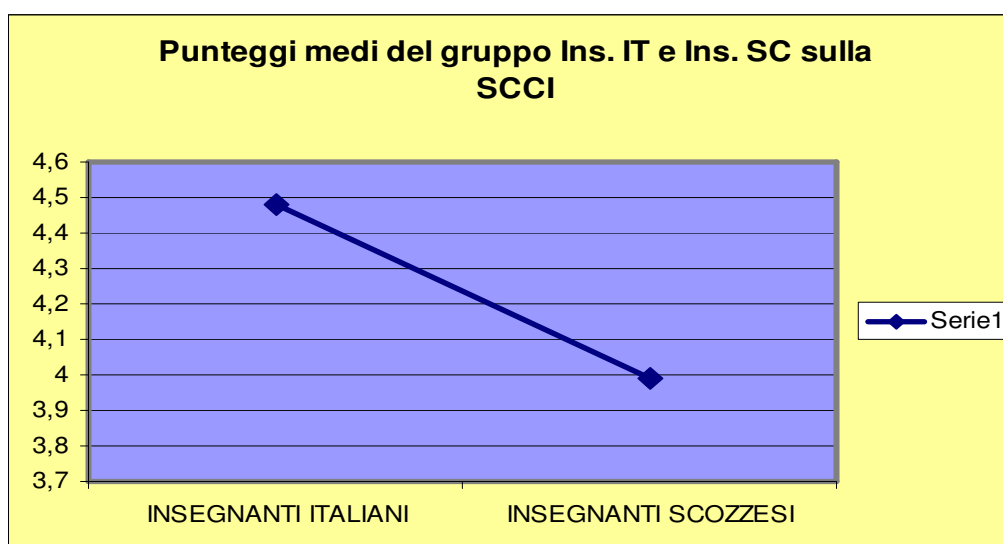 Punteggi medi del gruppo Ins. IT e Ins. SC sulla
SCCI
4,6
4,5
4,4
4,3
4,2
4,1
4
3,9
3,8
3,7
INSEGNANTI ITALIANI INSEGNANTI SCOZZESI
Serie1